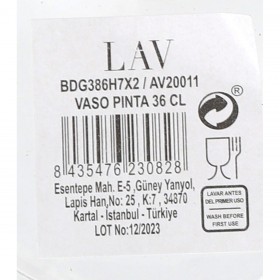 LAV
BDG386H7X2 / AV20011
VASO PINTA 36 CL
8 435476 230828
Esentepe Mah. E-5 ,Güney Yanyol,
Lapis Han,No: 25 , K:7 , 34870
Kartal - Istanbul - Türkiye
LOT No:12/2023
LAVAR ANTES
DEL PRIMER USO
WASH BEFORE
FIRST USE